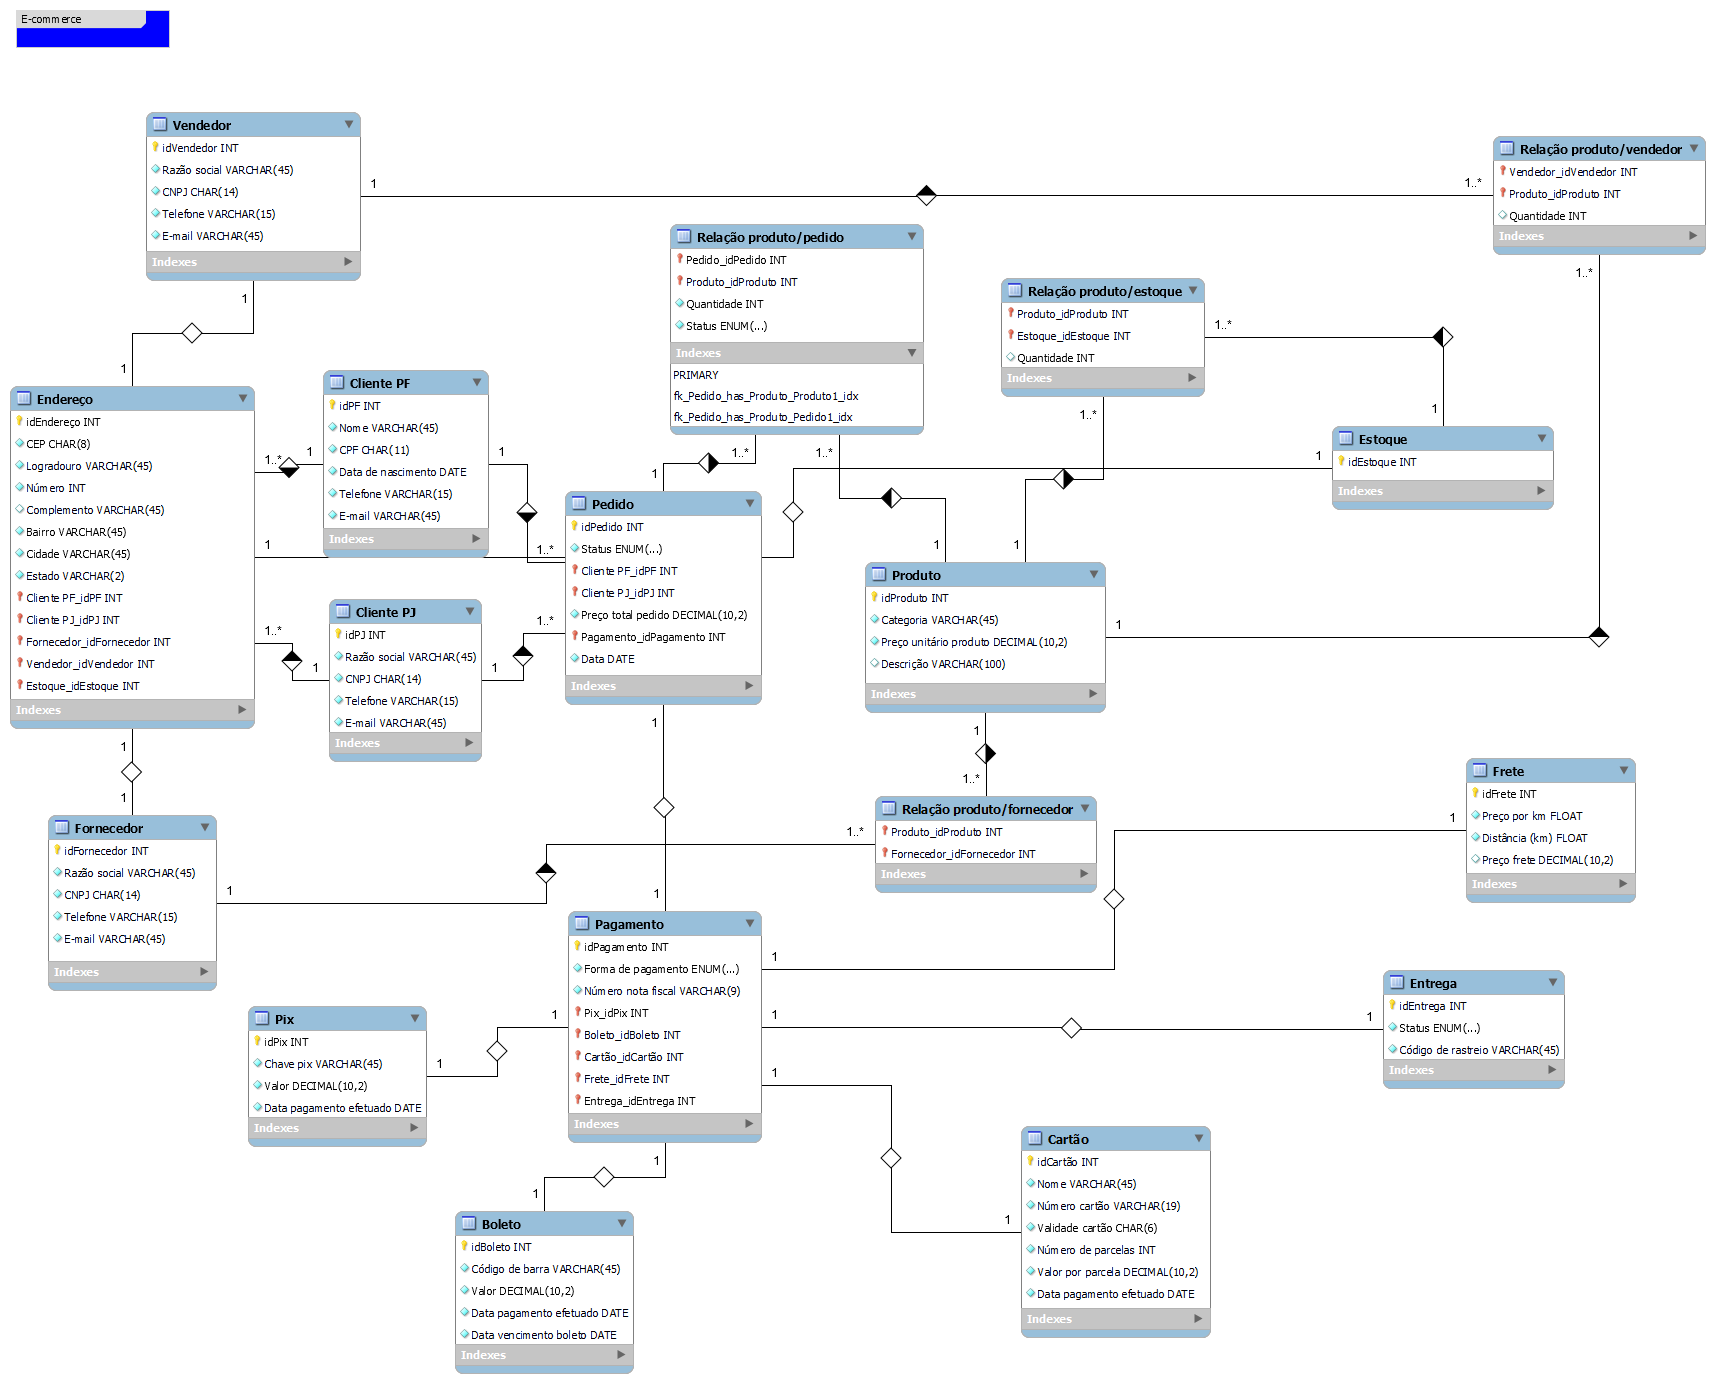 E-commerce
Vendedor
idVendedor INT
Razão social VARCHAR(45)
CNPJ CHAR(14)
Telefone VARCHAR(15)
E-mail VARCHAR(45)
Indexes
1
1..*
Relação produto/vendedor
Vendedor_idVendedor INT
Produto_idProduto INT
Quantidade INT
Indexes
1..*
1
1
Relação produto/pedido
Pedido_idPedido INT
Produto_idProduto INT
Quantidade INT
Status ENUM(...)
Indexes
PRIMARY
fk_Pedido_has_Produto_Produto1_idx
fk_Pedido_has_Produto_Pedido1_idx
1..*
1..*
1
1
Relação produto/estoque
Produto_idProduto INT
Estoque_idEstoque INT
Quantidade INT
Indexes
1..*
1
1..*
1
Estoque
idEstoque INT
Indexes
1
Endereço
idEndereço INT
CEP CHAR(8)
Logradouro VARCHAR(45)
Número INT
Complemento VARCHAR(45)
Bairro VARCHAR(45)
Cidade VARCHAR(45)
Estado VARCHAR(2)
Cliente PF_idPF INT
Cliente PJ_idPJ INT
Fornecedor_idFornecedor INT
Vendedor_idVendedor INT
Estoque_idEstoque INT
Indexes
1..*
1
1
1..*
1
1
1
Cliente PF
idPF INT
Nome VARCHAR(45)
CPF CHAR(11)
Data de nascimento DATE
Telefone VARCHAR(15)
E-mail VARCHAR(45)
Indexes
1
1..*
Cliente PJ
idPJ INT
Razão social VARCHAR(45)
CNPJ CHAR(14)
Telefone VARCHAR(15)
E-mail VARCHAR(45)
Indexes
1
1..*
Pedido
idPedido INT
Status ENUM(...)
Cliente PF_idPF INT
Cliente PJ_idPJ INT
Preço total pedido DECIMAL(10,2)
Pagamento_idPagamento INT
Data DATE
Indexes
1
1
Produto
idProduto INT
Categoria VARCHAR(45)
Preço unitário produto DECIMAL(10,2)
Descrição VARCHAR(100)
Indexes
1
1
1..*
Relação produto/fornecedor
Produto_idProduto INT
Fornecedor_idFornecedor INT
Indexes
1..*
Fornecedor
idFornecedor INT
Razão social VARCHAR(45)
CNPJ CHAR(14)
Telefone VARCHAR(15)
E-mail VARCHAR(45)
Indexes
1
Frete
idFrete INT
Preço por km FLOAT
Distância (km) FLOAT
Preço frete DECIMAL(10,2)
Indexes
1
Pagamento
idPagamento INT
Forma de pagamento ENUM(...)
Número nota fiscal VARCHAR(9)
Pix_idPix INT
Boleto_idBoleto INT
Cartão_idCartão INT
Frete_idFrete INT
Entrega_idEntrega INT
Indexes
1
1
1
1
1
Entrega
idEntrega INT
Status ENUM(...)
Código de rastreio VARCHAR(45)
Indexes
1
Pix
idPix INT
Chave pix VARCHAR(45)
Valor DECIMAL(10,2)
Data pagamento efetuado DATE
Indexes
1
Cartão
idCartão INT
Nome VARCHAR(45)
Número cartão VARCHAR(19)
Validade cartão CHAR(6)
Número de parcelas INT
Valor por parcela DECIMAL(10,2)
Data pagamento efetuado DATE
Indexes
1
Boleto
idBoleto INT
Código de barra VARCHAR(45)
Valor DECIMAL(10,2)
Data pagamento efetuado DATE
Data vencimento boleto DATE
Indexes
1